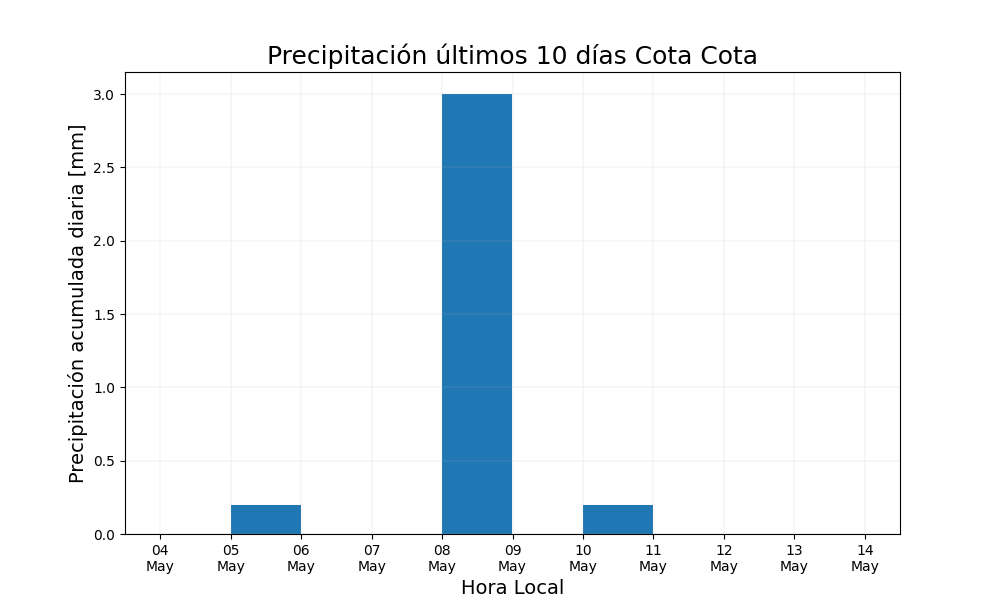 Precipitación últimos 10 días Cota Cota
Precipitación acumulada diaria [mm]
3.0
2.5
2.0
1.5
1.0
0.5
0.0
04 05 06 07 08 09 10 11 12 13 14
May May May May May May May May May May May
Hora Local